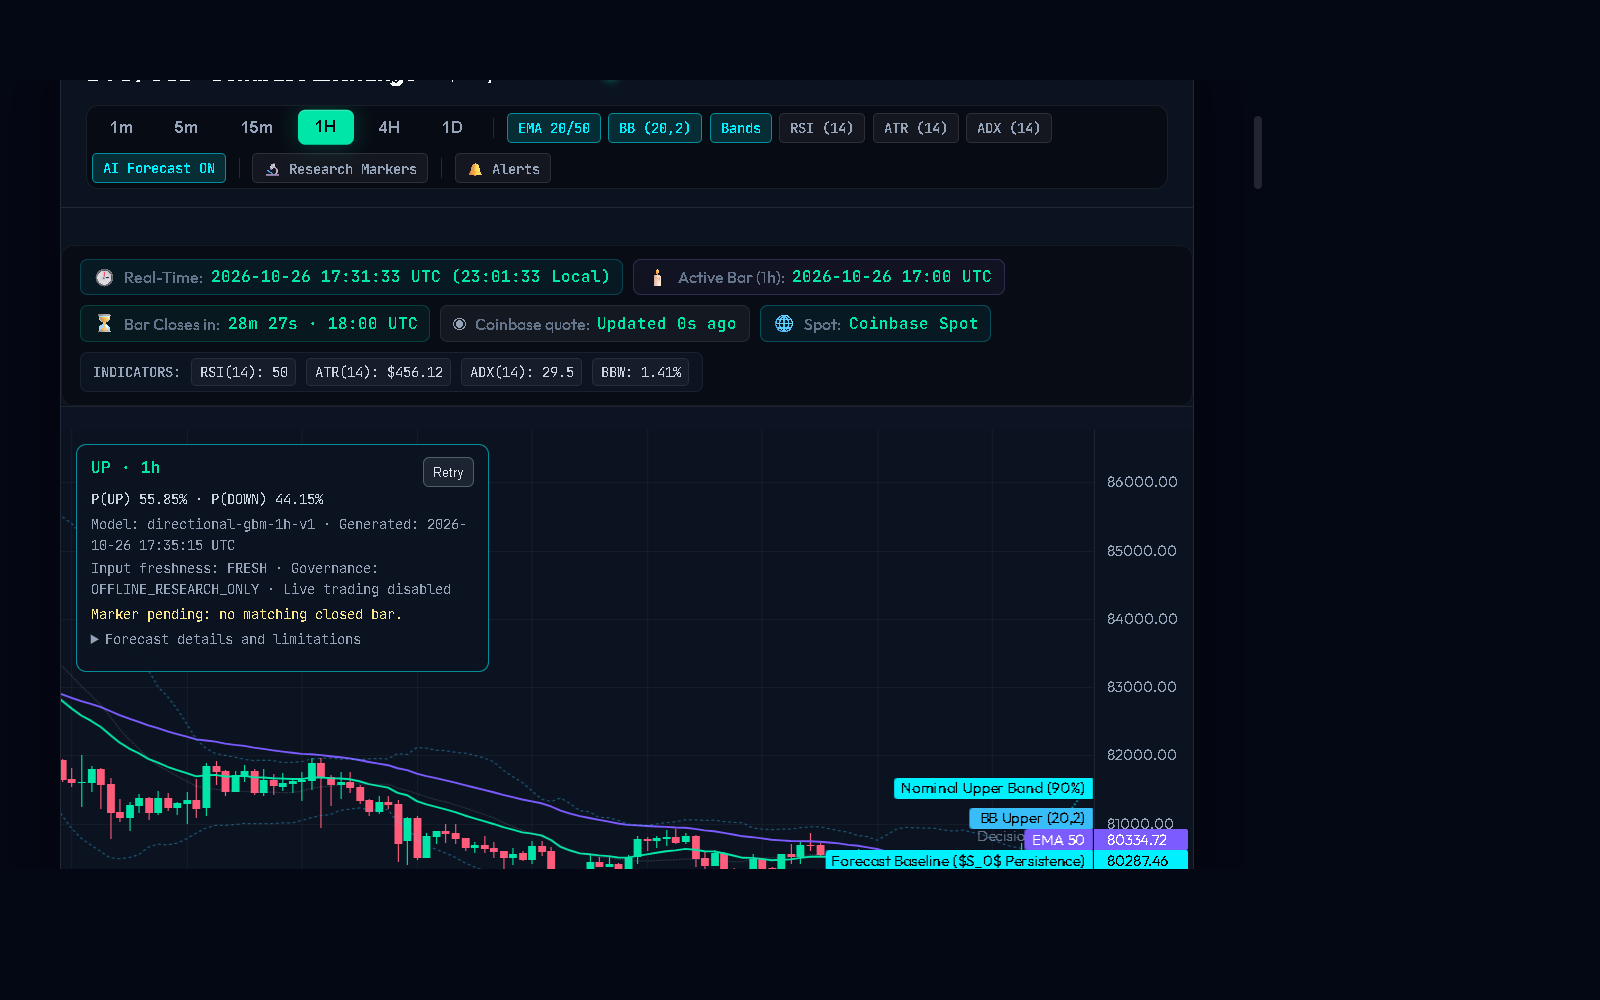 1m 5m 15m 1H 4H 1D EMA 20/50 BB (20,2) Bands RSI (14) ATR (14) ADX (14)
AI Forecast ON Research Markers Alerts
Real-Time: 2026-10-26 17:31:33 UTC (23:01:33 Local) Active Bar (1h): 2026-10-26 17:00 UTC
Bar Closes in: 28m 27s · 18:00 UTC Coinbase quote: Updated 0s ago Spot: Coinbase Spot
INDICATORS: RSI(14): 50 ATR(14): $456.12 ADX(14): 29.5 BBW: 1.41%
UP · 1h Retry
P(UP) 55.85% · P(DOWN) 44.15%
Model: directional-gbm-1h-v1 · Generated: 2026-
10-26 17:35:15 UTC
Input freshness: FRESH · Governance:
OFFLINE_RESEARCH_ONLY · Live trading disabled
Marker pending: no matching closed bar.
▶ Forecast details and limitations
86000.00
85000.00
84000.00
83000.00
82000.00
Nominal Upper Band (90%)
BB Upper (20,2) 81000.00
Decisio EMA 50 80334.72
Forecast Baseline ($S_0$ Persistence) 80287.46